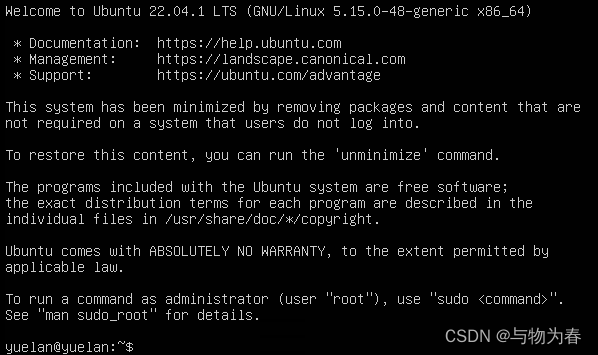 Welcome to Ubuntu 22.04.1 LTS (GNU/Linux 5.15.0-48-generic x86_64)
* Documentation:  https://help.ubuntu.com
* Management:     https://landscape.canonical.com
* Support:        https://ubuntu.com/advantage
This system has been minimized by removing packages and content that are
not required on a system that users do not log into.
To restore this content, you can run the 'unminimize' command.
The programs included with the Ubuntu system are free software;
the exact distribution terms for each program are described in the
individual files in /usr/share/doc/*/copyright.
Ubuntu comes with ABSOLUTELY NO WARRANTY, to the extent permitted by
applicable law.
To run a command as administrator (user "root"), use "sudo <command>".
See "man sudo_root" for details.
yuelan@yuelan:~$
CSDN @与物为春